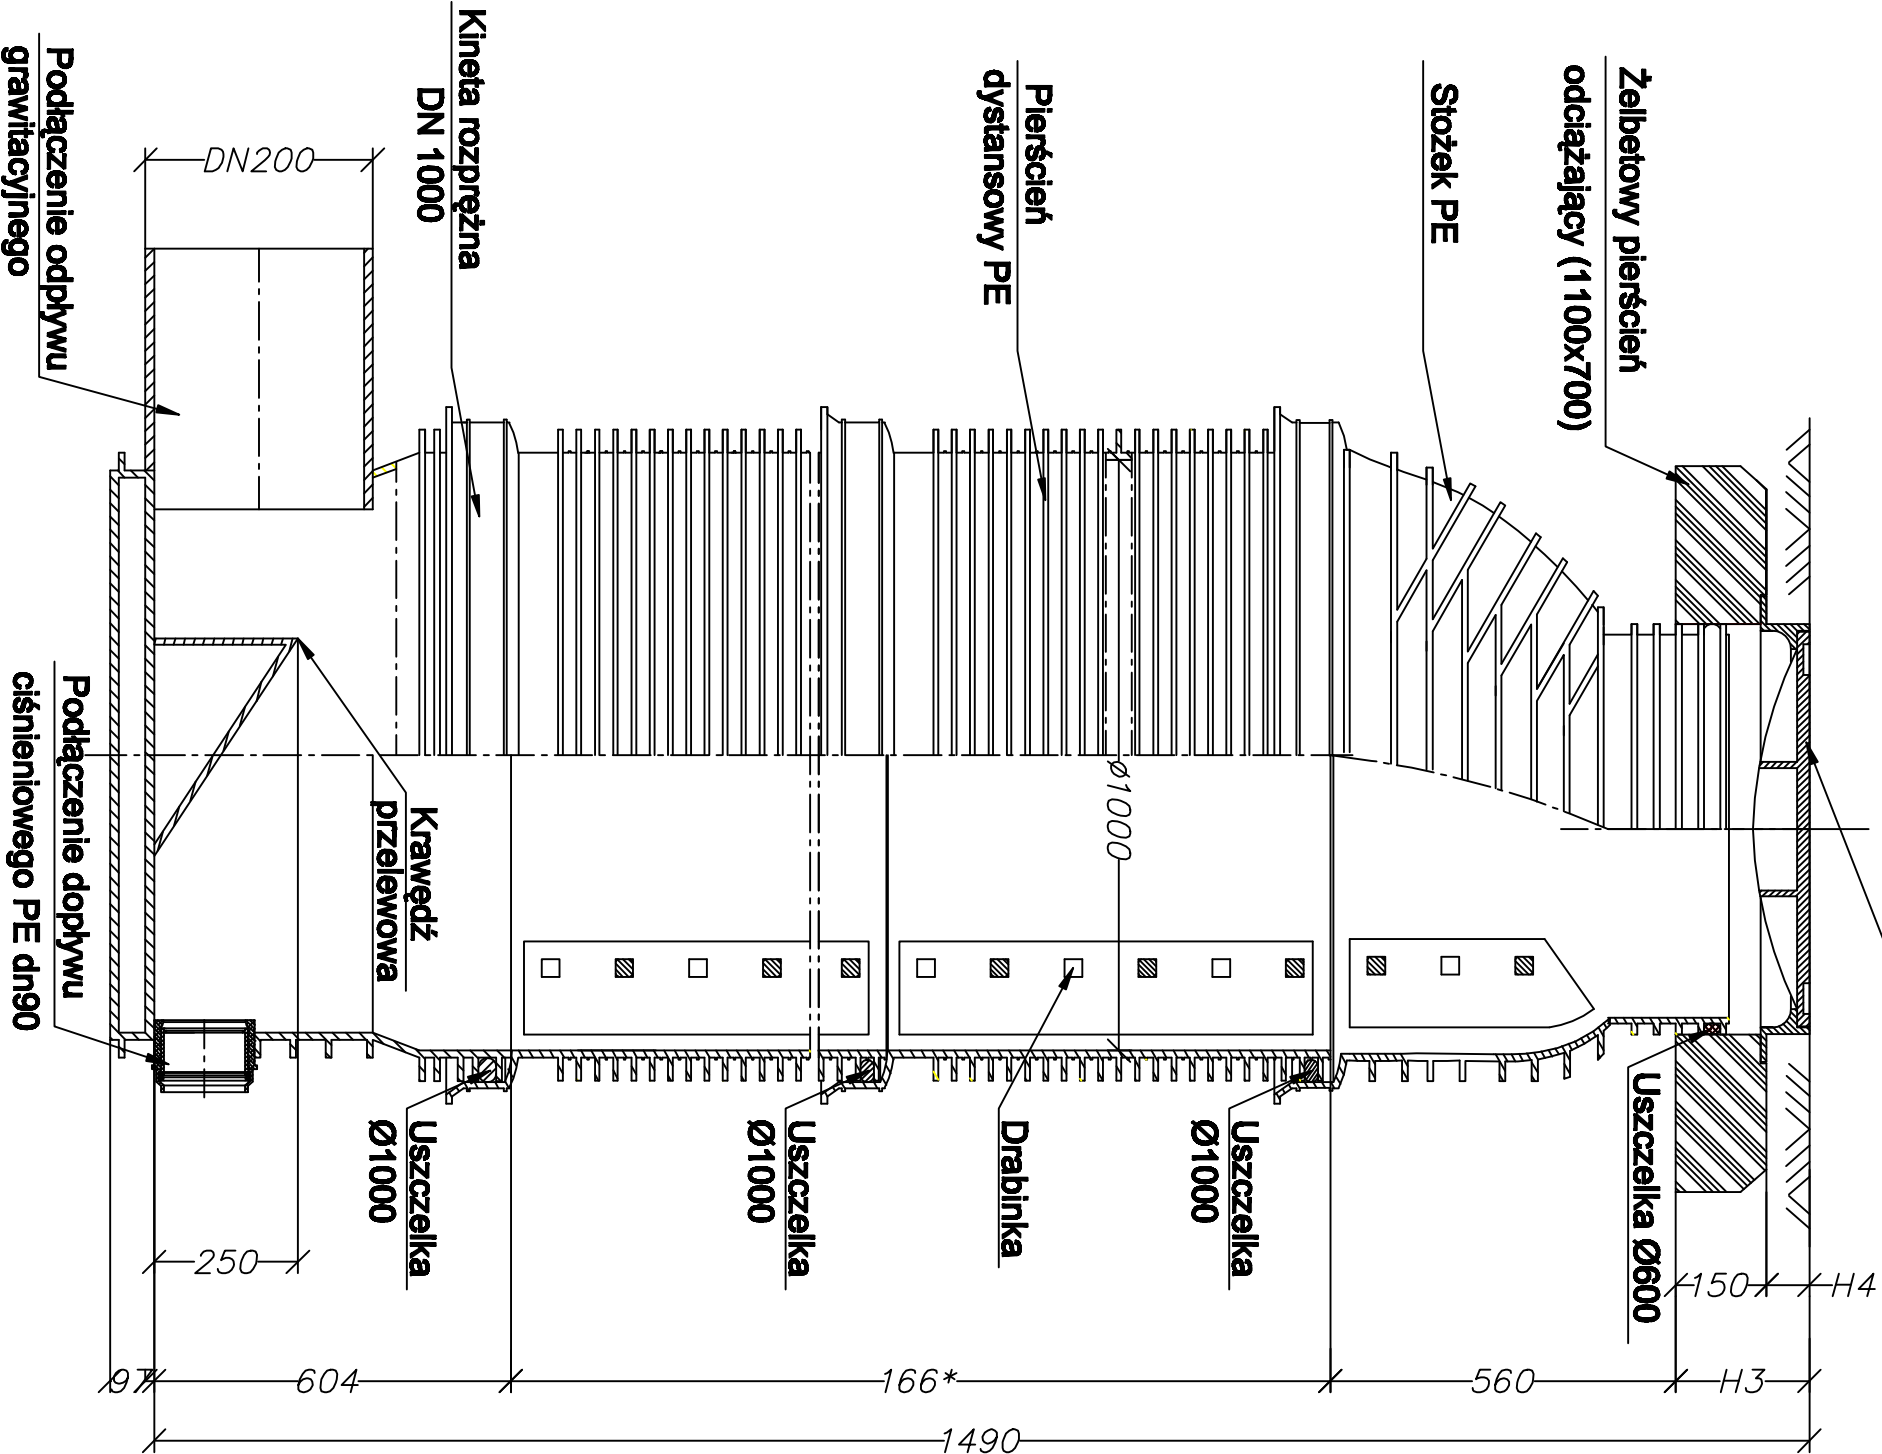 Żelbetowy pierścień
odciążający (1100x700)
Stożek PE
Pierścień
dystansowy PE
Kineta rozprężna
DN 1000
DN200
Podłączenie odpływu
grawitacyjnego
Ø1000
Krawędź
przelewowa
Podłączenie dopływu
ciśnieniowego PE dn90
Uszczelka Ø600
Uszczelka
Ø1000
Drabinka
Uszczelka
Ø1000
Uszczelka
Ø1000
H4
150
250
H3
560
166*
604
97
1490